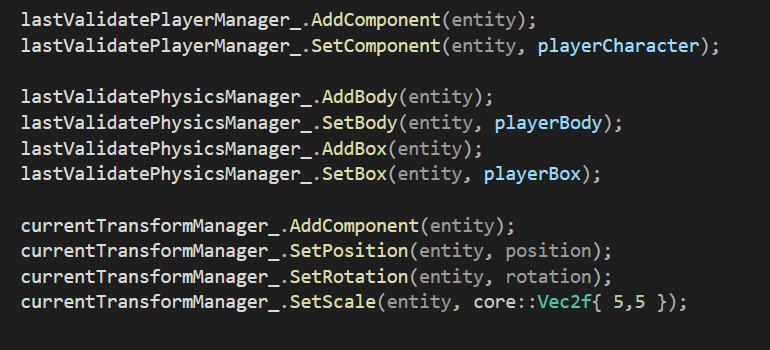 lastValidatePlayerManager_.AddComponent(entity);
lastValidatePlayerManager_.SetComponent(entity, playerCharacter);
lastValidatePhysicsManager_.AddBody(entity);
lastValidatePhysicsManager_.SetBody(entity, playerBody);
lastValidatePhysicsManager_.AddBox(entity);
lastValidatePhysicsManager_.SetBox(entity, playerBox);
currentTransformManager_.AddComponent(entity);
currentTransformManager_.SetPosition(entity, position);
currentTransformManager_.SetRotation(entity, rotation);
currentTransformManager_.SetScale(entity, core::Vec2f{ 5,5 });